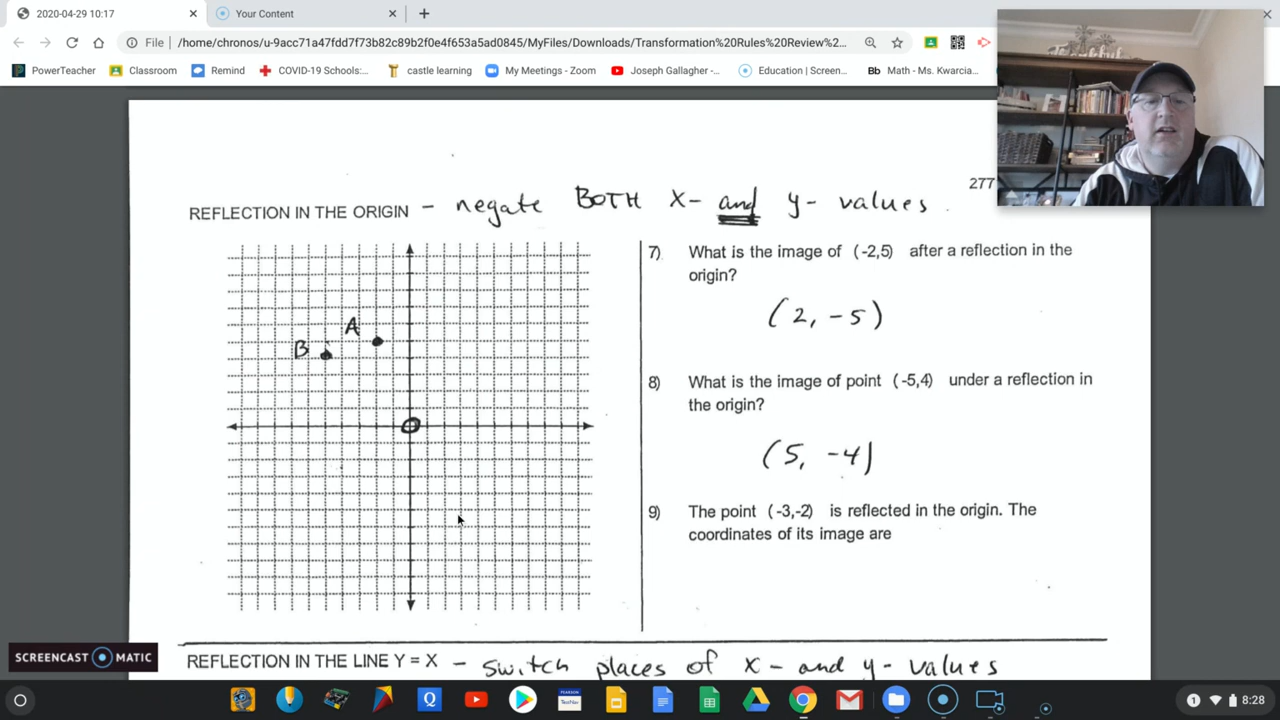 2020-04-29 10:17
Your Content
File
/home/chronos/u-9acc71a47fdd7f73b82c89b2f0e4f653a5ad0845/MyFiles/Downloads/Transformation%20Rules%20Review%2...
PowerTeacher
Classroom
Remind
COVID-19 Schools:...
castle learning
My Meetings - Zoom
Joseph Gallagher -...
Education | Screen...
Bb Math - Ms. Kwarcia...
277
REFLECTION IN THE ORIGIN - negate BOTH x- and y- values
7) What is the image of (-2,5) after a reflection in the
origin?
(2, -5)
A
B
8) What is the image of point (-5,4) under a reflection in
the origin?
(5, -4)
9) The point (-3,-2) is reflected in the origin. The
coordinates of its image are
SCREENCAST MATIC
REFLECTION IN THE LINE Y = X - switch places of x- and y- values
1
8:28